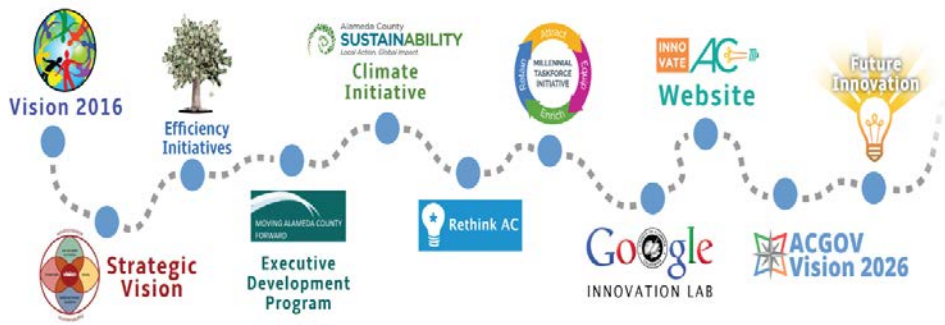 Vision 2016
Strategic
Vision
Efficiency
Initiatives
MOVING ALAMEDA COUNTY
FORWARD
Executive
Development
Program
Alameda County
SUSTAINABILITY
Local Action, Global Impact
Climate
Initiative
Rethink AC
Attract
Equip
Enrich
Retain
MILLENNIAL
TASKFORCE
INITIATIVE
Google
INNOVATION LAB
INNO
VATE
AC
Website
ACGOV
Vision 2026
Future
Innovation